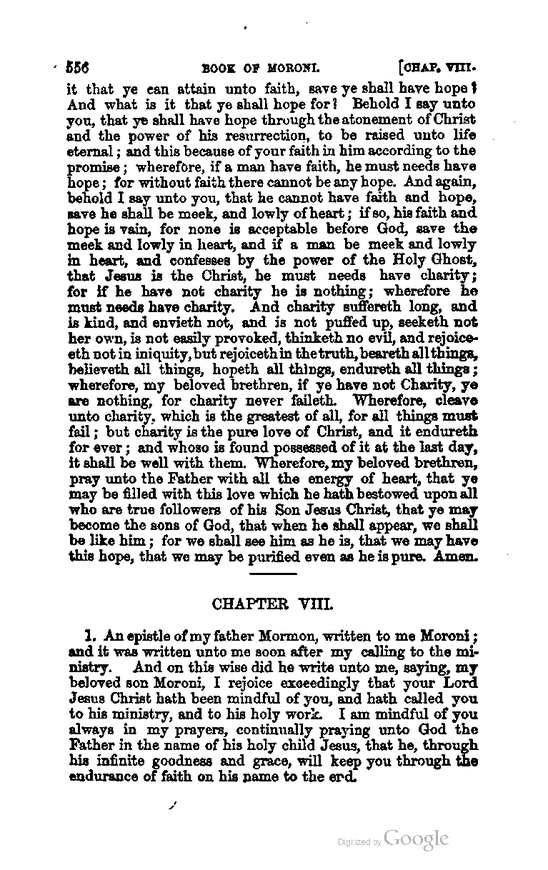 556 BOOK OF MORONI. [CHAP. VIII.
it that ye can attain unto faith, save ye shall have hope?
And what is it that ye shall hope for? Behold I say unto
you, that ye shall have hope through the atonement of Christ
and the power of his resurrection, to be raised unto life
eternal; and this because of your faith in him according to the
promise; wherefore, if a man have faith, he must needs have
hope; for without faith there cannot be any hope. And again,
behold I say unto you, that he cannot have faith and hope,
save he shall be meek, and lowly of heart; if so, his faith and
hope is vain, for none is acceptable before God, save the
meek and lowly in heart, and if a man be meek and lowly
in heart, and confesses by the power of the Holy Ghost,
that Jesus is the Christ, he must needs have charity;
for if he have not charity he is nothing; wherefore he
must needs have charity. And charity suffereth long, and
is kind, and envieth not, and is not puffed up, seeketh not
her own, is not easily provoked, thinketh no evil, and rejoice-
eth not in iniquity, but rejoiceth in the truth, beareth all things,
believeth all things, hopeth all things, endureth all things;
wherefore, my beloved brethren, if ye have not Charity, ye
are nothing, for charity never faileth. Wherefore, cleave
unto charity, which is the greatest of all, for all things must
fail; but charity is the pure love of Christ, and it endureth
for ever; and whoso is found possessed of it at the last day,
it shall be well with them. Wherefore, my beloved brethren,
pray unto the Father with all the energy of heart, that ye
may be filled with this love which he hath bestowed upon all
who are true followers of his Son Jesus Christ, that ye may
become the sons of God, that when he shall appear, we shall
be like him; for we shall see him as he is, that we may have
this hope, that we may be purified even as he is pure. Amen.
CHAPTER VIII.
1. An epistle of my father Mormon, written to me Moroni;
and it was written unto me soon after my calling to the mi-
nistry. And on this wise did he write unto me, saying, my
beloved son Moroni, I rejoice exceedingly that your Lord
Jesus Christ hath been mindful of you, and hath called you
to his ministry, and to his holy work. I am mindful of you
always in my prayers, continually praying unto God the
Father in the name of his holy child Jesus, that he, through
his infinite goodness and grace, will keep you through the
endurance of faith on his name to the end.
Digitized by Google